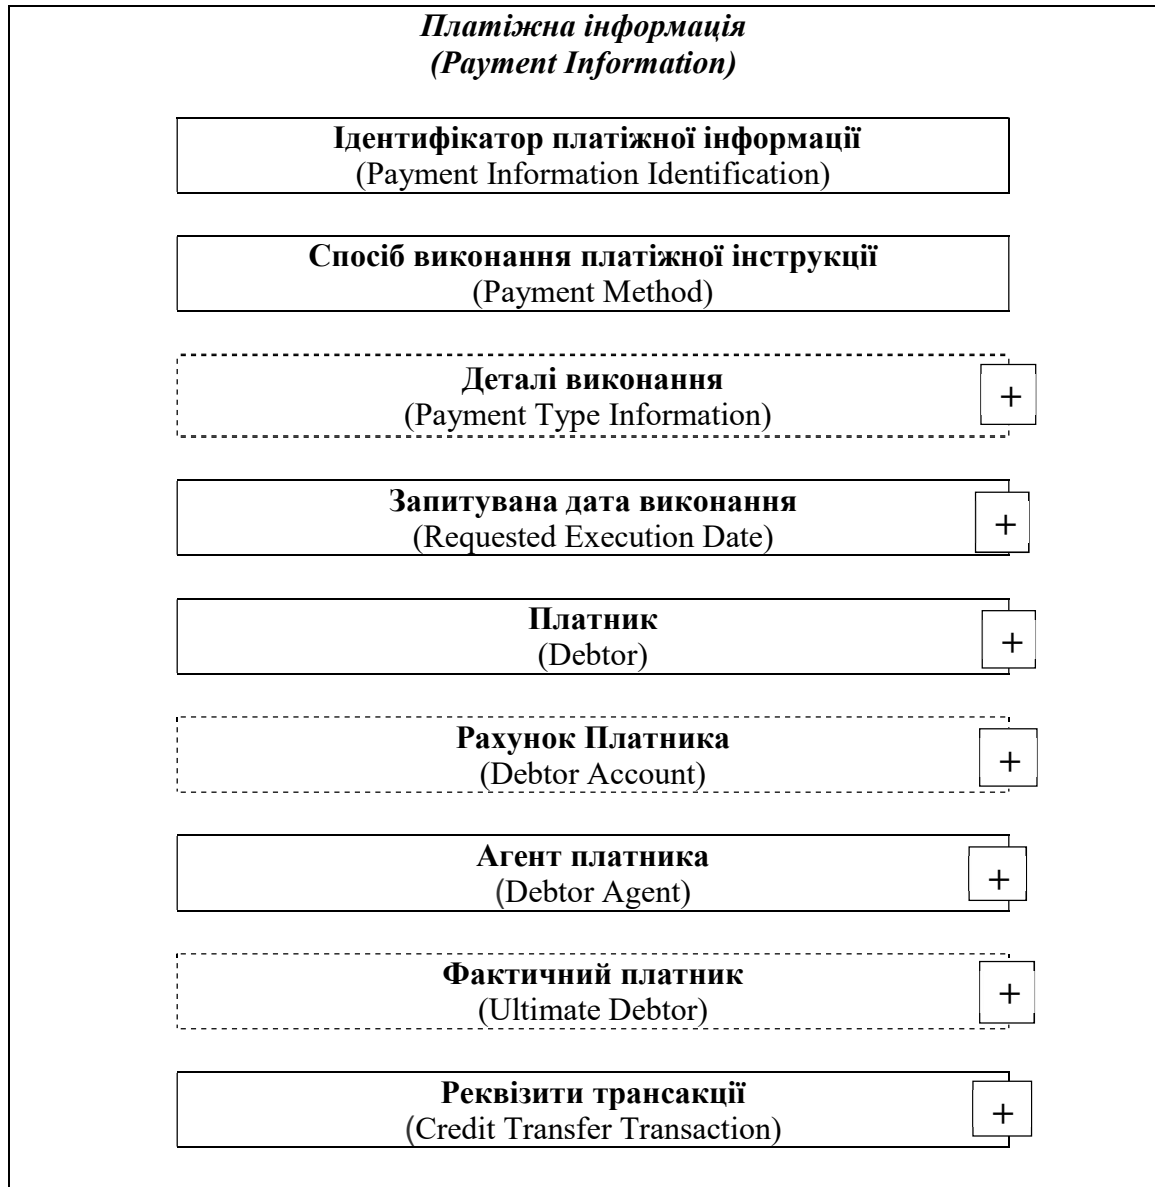 Платіжна інформація
(Payment Information)
Ідентифікатор платіжної інформації
(Payment Information Identification)
Спосіб виконання платіжної інструкції
(Payment Method)
Деталі виконання
(Payment Type Information)
+
Запитувана дата виконання
(Requested Execution Date)
+
Платник
(Debtor)
+
Рахунок Платника
(Debtor Account)
+
Агент платника
(Debtor Agent)
+
Фактичний платник
(Ultimate Debtor)
+
Реквізити трансакції
(Credit Transfer Transaction)
+